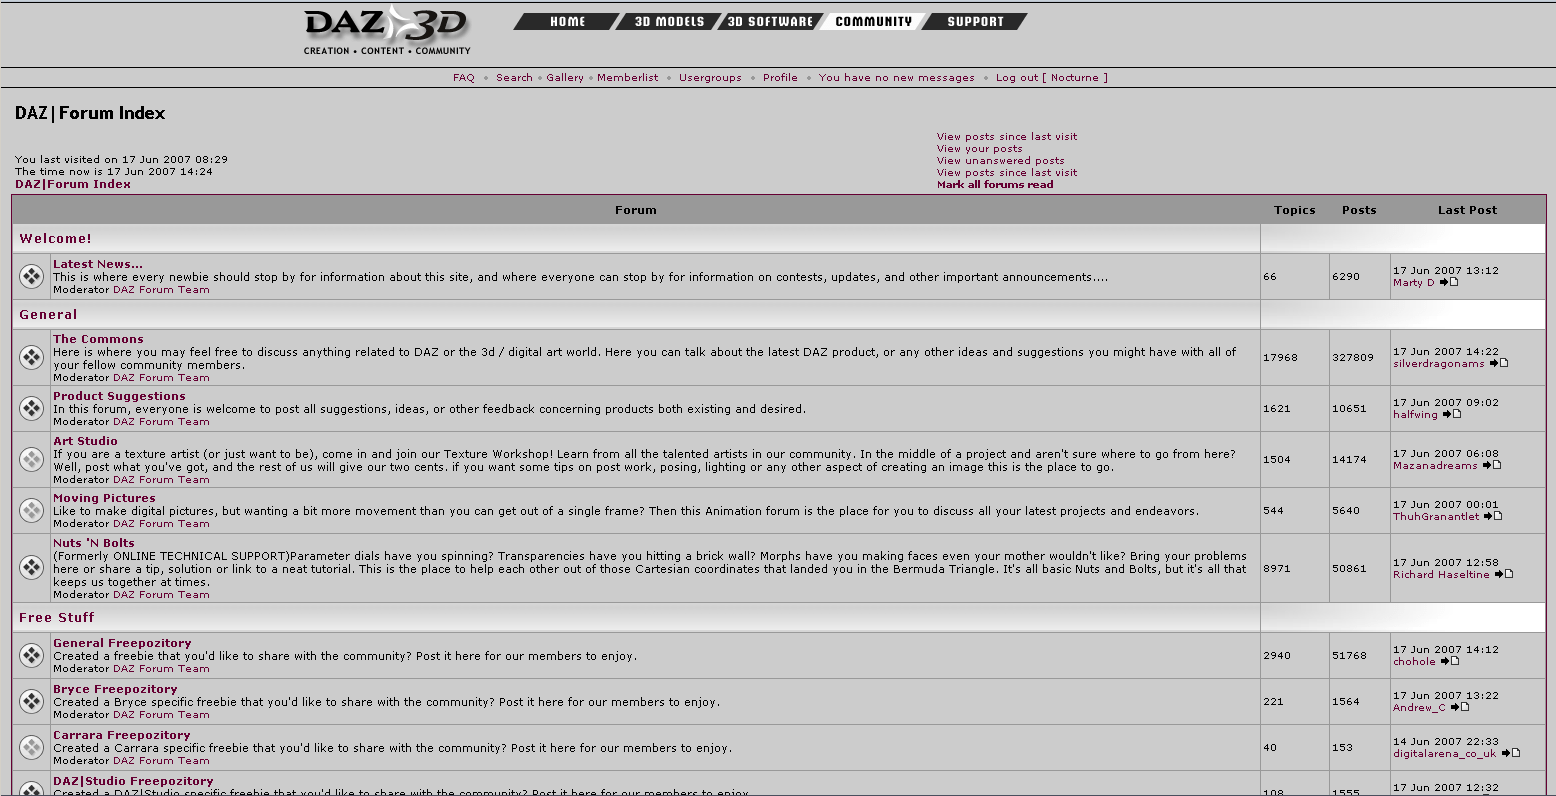 DAZ 3D
CREATION • CONTENT • COMMUNITY
HOME
3D MODELS
3D SOFTWARE
COMMUNITY
SUPPORT
FAQ • Search • Gallery • Memberlist • Usergroups • Profile • You have no new messages • Log out [ Nocturne ]
DAZ|Forum Index
View posts since last visit
View your posts
View unanswered posts
View posts since last visit
Mark all forums read
You last visited on 17 Jun 2007 08:29
The time now is 17 Jun 2007 14:24
DAZ|Forum Index
Forum Topics Posts Last Post
Welcome!
Latest News...
This is where every newbie should stop by for information about this site, and where everyone can stop by for information on contests, updates, and other important announcements....
Moderator DAZ Forum Team
66
6290
17 Jun 2007 13:12
Marty D
General
The Commons
Here is where you may feel free to discuss anything related to DAZ or the 3d / digital art world. Here you can talk about the latest DAZ product, or any other ideas and suggestions you might have with all of
your fellow community members.
Moderator DAZ Forum Team
17968
327809
17 Jun 2007 14:22
silverdragonams
Product Suggestions
In this forum, everyone is welcome to post all suggestions, ideas, or other feedback concerning products both existing and desired.
Moderator DAZ Forum Team
1621
10651
17 Jun 2007 09:02
halfwing
Art Studio
If you are a texture artist (or just want to be), come in and join our Texture Workshop! Learn from all the talented artists in our community. In the middle of a project and aren't sure where to go from here?
Well, post what you've got, and the rest of us will give our two cents. if you want some tips on post work, posing, lighting or any other aspect of creating an image this is the place to go.
Moderator DAZ Forum Team
1504
14174
17 Jun 2007 06:08
Mazanadreams
Moving Pictures
Like to make digital pictures, but wanting a bit more movement than you can get out of a single frame? Then this Animation forum is the place for you to discuss all your latest projects and endeavors.
Moderator DAZ Forum Team
544
5640
17 Jun 2007 00:01
ThuhGranantlet
Nuts 'N Bolts
(Formerly ONLINE TECHNICAL SUPPORT)Parameter dials have you spinning? Transparencies have you hitting a brick wall? Morphs have you making faces even your mother wouldn't like? Bring your problems
here or share a tip, solution or link to a neat tutorial. This is the place to help each other out of those Cartesian coordinates that landed you in the Bermuda Triangle. It's all basic Nuts and Bolts, but it's all that
keeps us together at times.
Moderator DAZ Forum Team
8971
50861
17 Jun 2007 12:58
Richard Haseltine
Free Stuff
General Freepozitory
Created a freebie that you'd like to share with the community? Post it here for our members to enjoy.
Moderator DAZ Forum Team
2940
51768
17 Jun 2007 14:12
chohole
Bryce Freepozitory
Created a Bryce specific freebie that you'd like to share with the community? Post it here for our members to enjoy.
Moderator DAZ Forum Team
221
1564
17 Jun 2007 13:22
Andrew_C
Carrara Freepozitory
Created a Carrara specific freebie that you'd like to share with the community? Post it here for our members to enjoy.
Moderator DAZ Forum Team
40
153
14 Jun 2007 22:33
digitalarena_co_uk
DAZ|Studio Freepozitory
Created a DAZ|Studio specific freebie that you'd like to share with the community? Post it here for our members to enjoy.
108
1555
17 Jun 2007 12:32